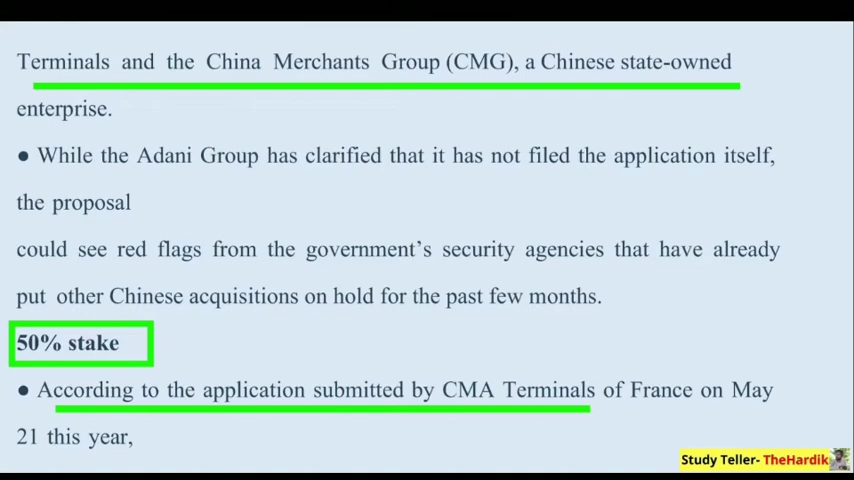 Terminals and the China Merchants Group (CMG), a Chinese state-owned
enterprise.
● While the Adani Group has clarified that it has not filed the application itself,
the proposal
could see red flags from the government’s security agencies that have already
put other Chinese acquisitions on hold for the past few months.
50% stake
● According to the application submitted by CMA Terminals of France on May
21 this year,
Study Teller- TheHardik